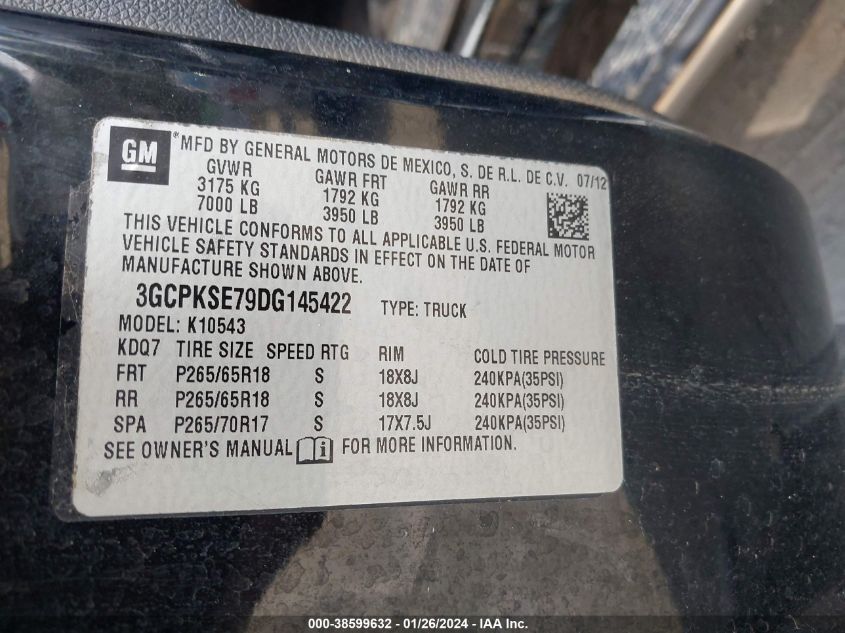 GM ® MFD BY GENERAL MOTORS DE MEXICO, S. DE R.L. DE C.V. 07/12
GVWR GAWR FRT GAWR RR
3175 KG 1792 KG 1792 KG
7000 LB 3950 LB 3950 LB
THIS VEHICLE CONFORMS TO ALL APPLICABLE U.S. FEDERAL MOTOR
VEHICLE SAFETY STANDARDS IN EFFECT ON THE DATE OF
MANUFACTURE SHOWN ABOVE.
3GCPKSE79DG145422 TYPE: TRUCK
MODEL: K10543
KDQ7 TIRE SIZE SPEED RTG RIM COLD TIRE PRESSURE
FRT P265/65R18 S 18X8J 240KPA(35PSI)
RR P265/65R18 S 18X8J 240KPA(35PSI)
SPA P265/70R17 S 17X7.5J 240KPA(35PSI)
SEE OWNER'S MANUAL i FOR MORE INFORMATION.
000-38599632 - 01/26/2024 - IAA Inc.